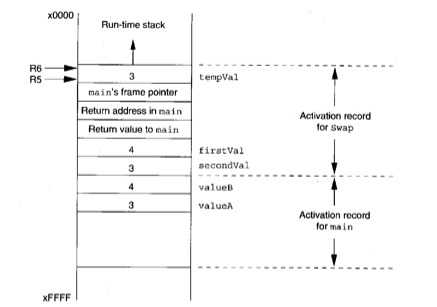 x0000
Run-time stack
R6
R5
3 tempVal
main's frame pointer
Return address in main
Return value to main
4 firstVal
3 secondVal
4 valueB
3 valueA
Activation record
for Swap
Activation record
for main
xFFFF